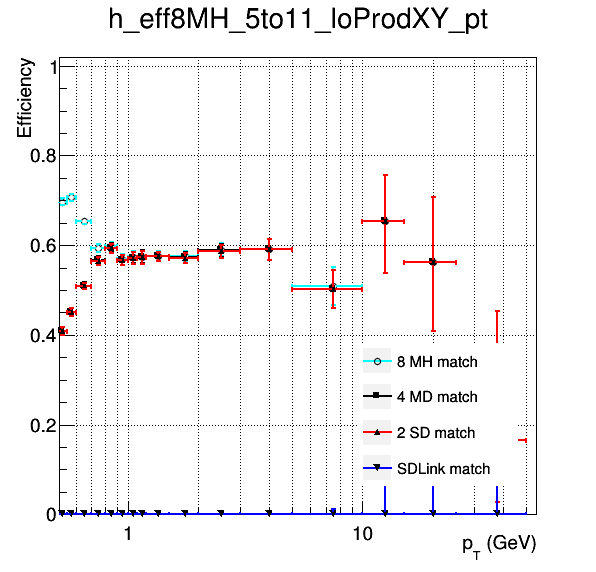 h_eff8MH_5to11_loProdXY_pt
Efficiency
1
0.8
0.6
0.4
0.2
0
8 MH match
4 MD match
2 SD match
SDLink match
1
10
p_T (GeV)